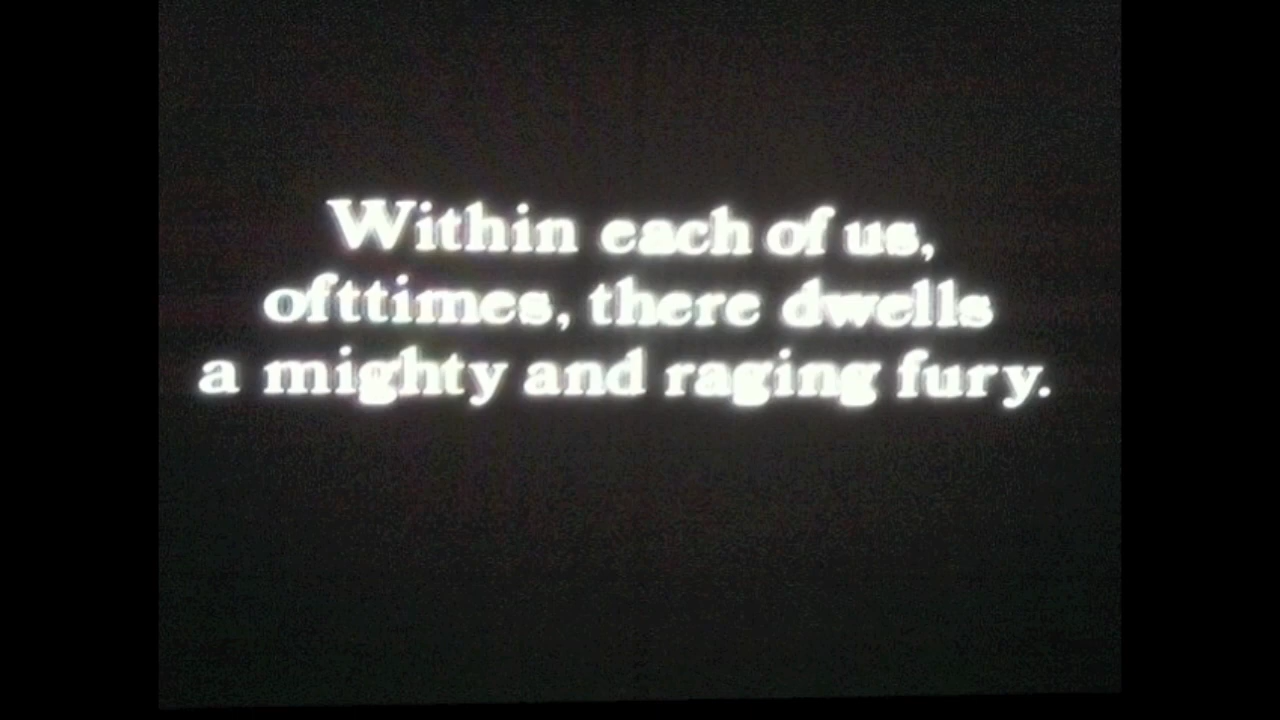 Within each of us,
ofttimes, there dwells
a mighty and raging fury.